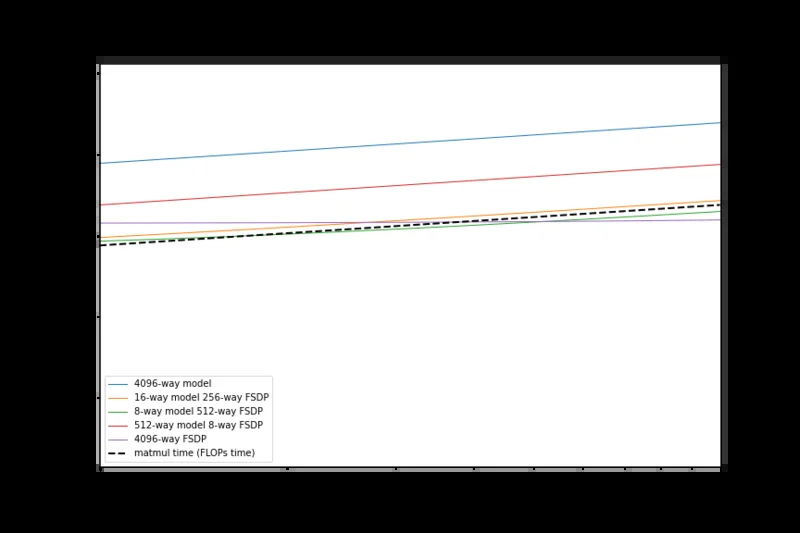 4096-way model
16-way model 256-way FSDP
8-way model 512-way FSDP
512-way model 8-way FSDP
4096-way FSDP
matmul time (FLOPs time)